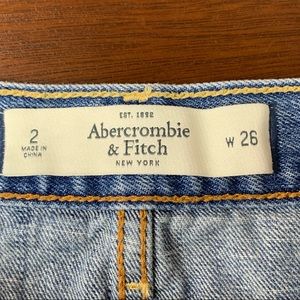 EST. 1892
2
MADE IN
CHINA
Abercrombie
& Fitch
NEW YORK
W 26